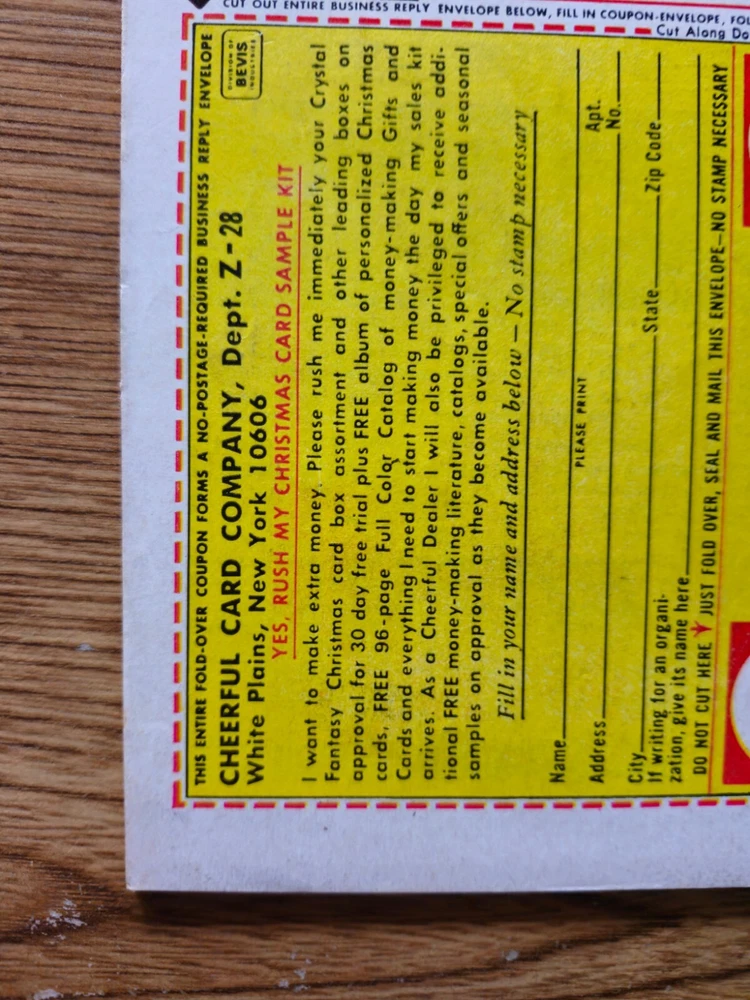 CUT OUT ENTIRE BUSINESS REPLY ENVELOPE BELOW, FILL IN COUPON-ENVELOPE,
Cut Along
THIS ENTIRE FOLD-OVER COUPON FORMS A NO-POSTAGE-REQUIRED BUSINESS REPLY ENVELOPE
CHEERFUL CARD COMPANY, Dept. Z-28
White Plains, New York 10606
DIVISION OF
BEVIS
INDUSTRIES
YES, RUSH MY CHRISTMAS CARD SAMPLE KIT
I want to make extra money. Please rush me immediately your Crystal
Fantasy Christmas card box assortment and other leading boxes on
approval for 30 day free trial plus FREE album of personalized Christmas
cards, FREE 96-page Full Color Catalog of money-making Gifts and
Cards and everything I need to start making money the day my sales kit
arrives. As a Cheerful Dealer I will also be privileged to receive addi-
tional FREE money-making literature, catalogs, special offers and seasonal
samples on approval as they become available.
Fill in your name and address below — No stamp necessary
Name
PLEASE PRINT
Address Apt. No.
City State Zip Code
If writing for an organi-
zation, give its name here
DO NOT CUT HERE JUST FOLD OVER, SEAL AND MAIL THIS ENVELOPE—NO STAMP NECESSARY